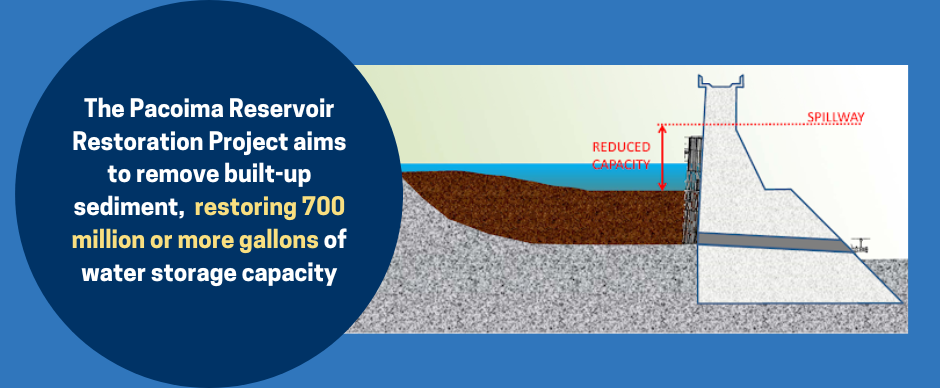 The Pacoima Reservoir
Restoration Project aims
to remove built-up
sediment, restoring 700
million or more gallons of
water storage capacity
SPILLWAY
REDUCED
CAPACITY